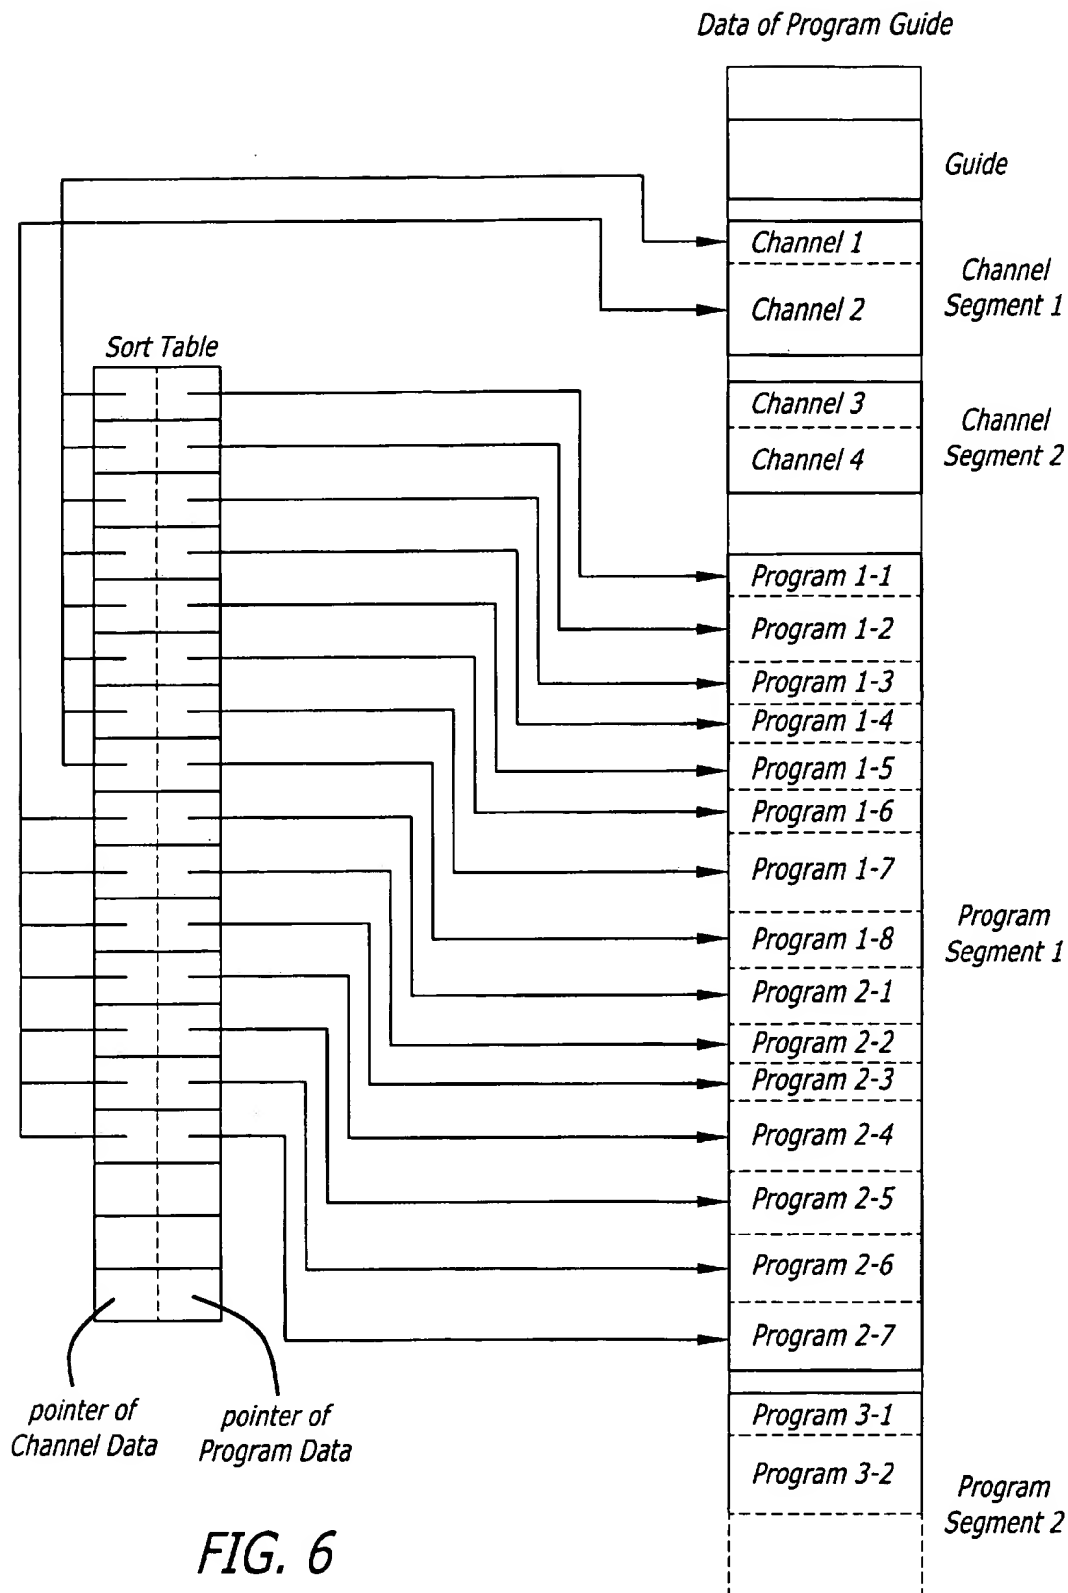 Data of Program Guide
Guide
Channel 1
Channel 2
Channel
Segment 1
Sort Table
Channel 3
Channel 4
Channel
Segment 2
Program 1-1
Program 1-2
Program 1-3
Program 1-4
Program 1-5
Program 1-6
Program 1-7
Program 1-8
Program 2-1
Program 2-2
Program 2-3
Program 2-4
Program 2-5
Program 2-6
Program 2-7
Program
Segment 1
pointer of
Channel Data
pointer of
Program Data
Program 3-1
Program 3-2
Program
Segment 2
FIG. 6